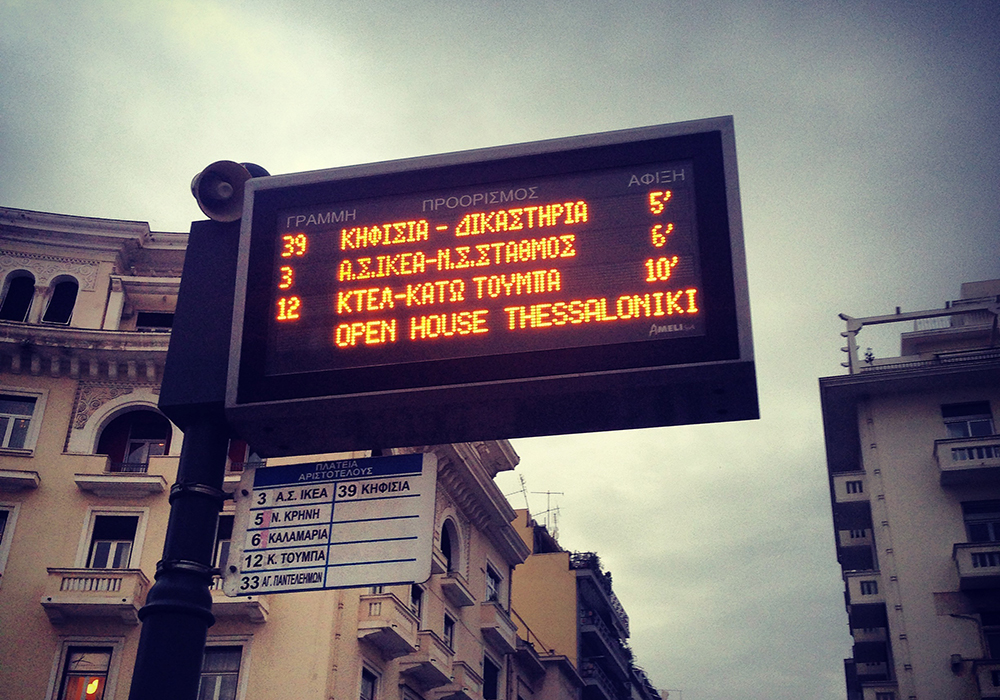 ΓΡΑΜΜΗ ΠΡΟΟΡΙΣΜΟΣ ΑΦΙΞΗ
39 ΚΗΦΙΣΙΑ - ΔΙΚΑΣΤΗΡΙΑ 5'
3 Α.Σ.ΙΚΕΑ-Ν.Σ.ΣΤΑΘΜΟΣ 6'
12 ΚΤΕΛ-ΚΑΤΩ ΤΟΥΜΠΑ 10'
OPEN HOUSE THESSALONIKI
AMELI
ΠΛΑΤΕΙΑ
ΑΡΙΣΤΟΤΕΛΟΥΣ
3 Α.Σ. ΙΚΕΑ 39 ΚΗΦΙΣΙΑ
5 Ν. ΚΡΗΝΗ
6 ΚΑΛΑΜΑΡΙΑ
12 Κ. ΤΟΥΜΠΑ
33 ΑΓ. ΠΑΝΤΕΛΕΗΜΩΝ